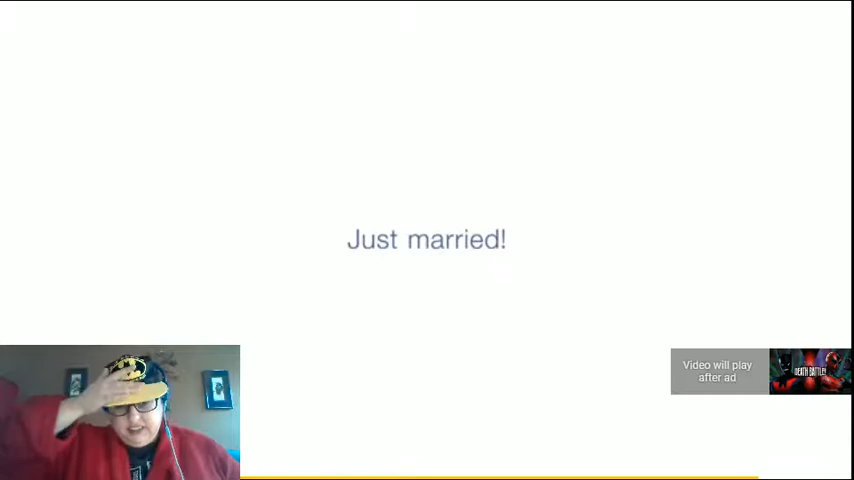 Just married!
Video will play
after ad
DEATH BATTLE!